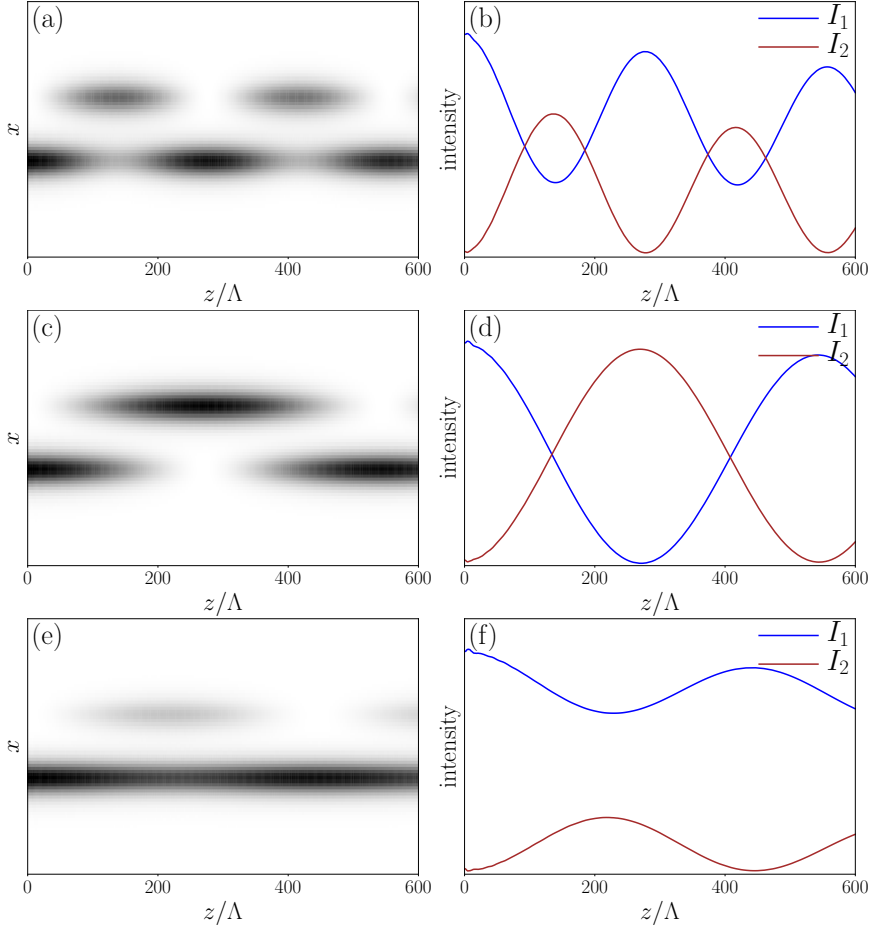 (a)
x
0 200 400 600
z/Λ
(b)
I₁
I₂
intensity
0 200 400 600
z/Λ
(c)
x
0 200 400 600
z/Λ
(d)
I₁
I₂
intensity
0 200 400 600
z/Λ
(e)
x
0 200 400 600
z/Λ
(f)
I₁
I₂
intensity
0 200 400 600
z/Λ